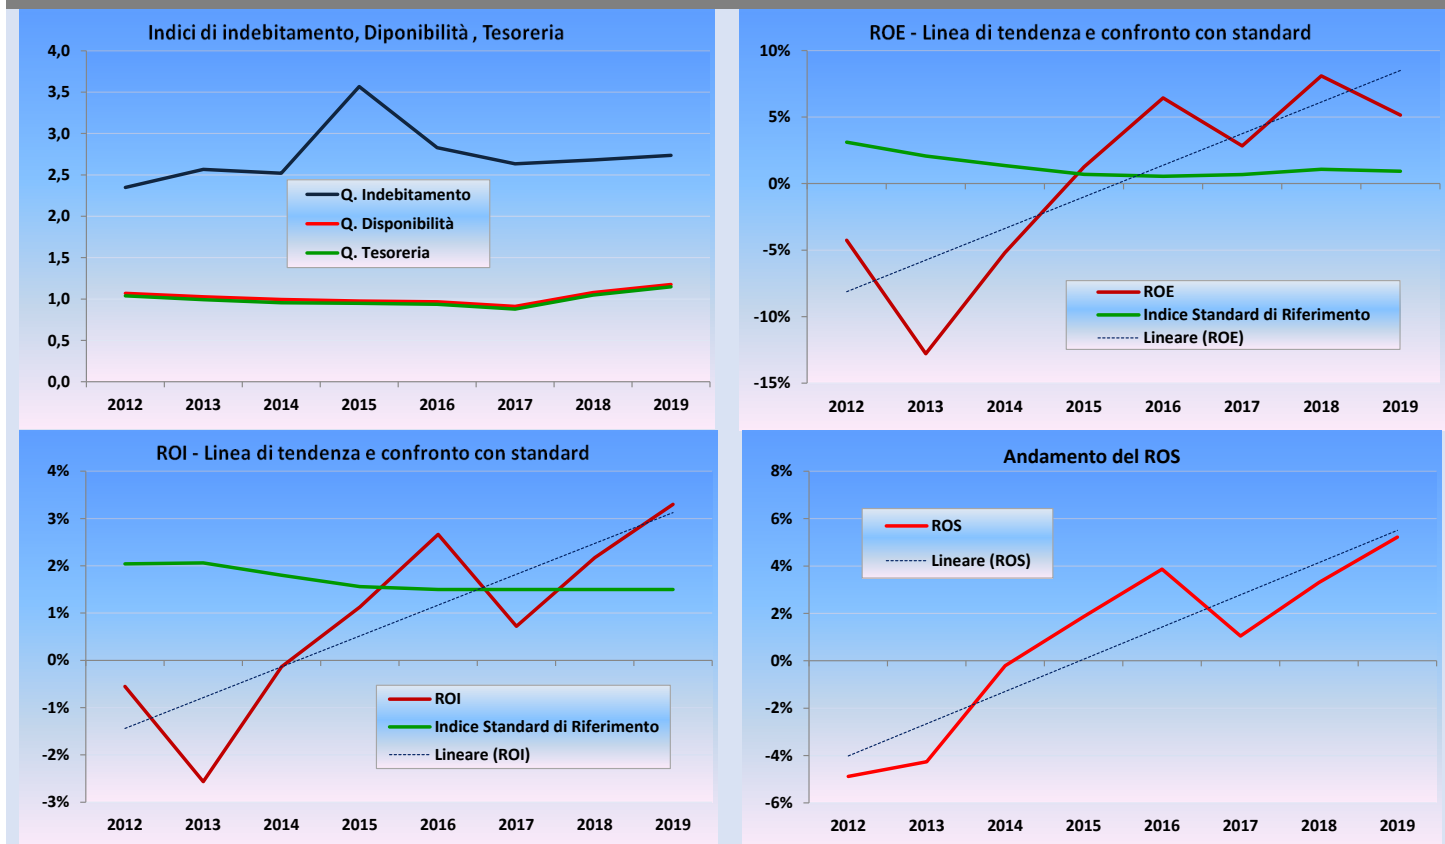 Indici di indebitamento, Diponibilità , Tesoreria
4,0
3,5
3,0
2,5
2,0
1,5
1,0
0,5
0,0
Q. Indebitamento
Q. Disponibilità
Q. Tesoreria
2012 2013 2014 2015 2016 2017 2018 2019
ROE - Linea di tendenza e confronto con standard
10%
5%
0%
-5%
-10%
-15%
ROE
Indice Standard di Riferimento
Lineare (ROE)
2012 2013 2014 2015 2016 2017 2018 2019
ROI - Linea di tendenza e confronto con standard
4%
3%
2%
1%
0%
-1%
-2%
-3%
ROI
Indice Standard di Riferimento
Lineare (ROI)
2012 2013 2014 2015 2016 2017 2018 2019
Andamento del ROS
8%
6%
4%
2%
0%
-2%
-4%
-6%
ROS
Lineare (ROS)
2012 2013 2014 2015 2016 2017 2018 2019